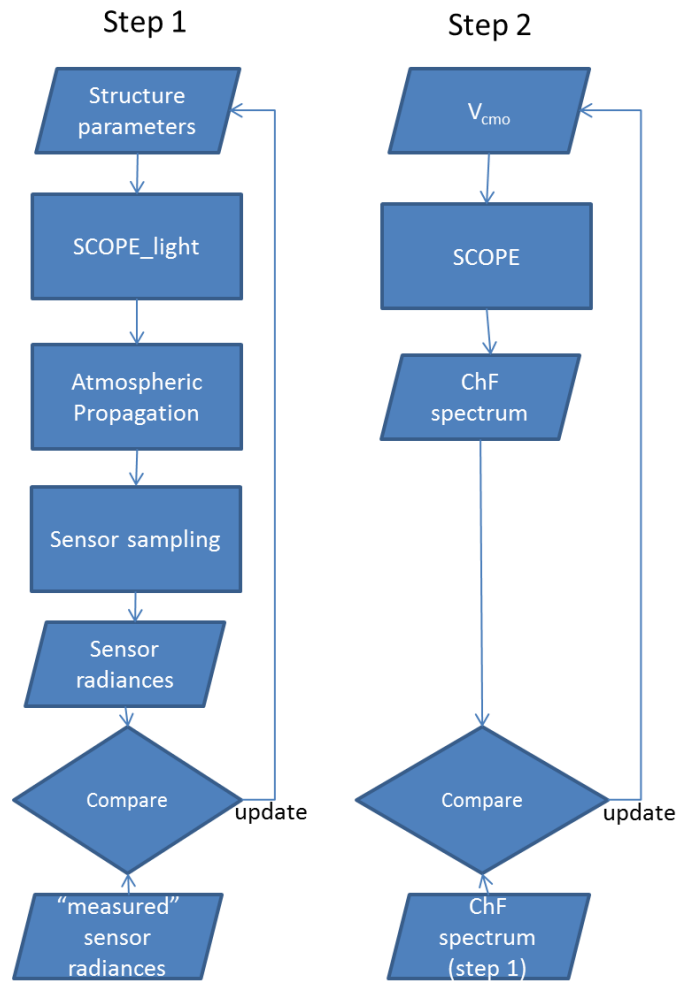 Step 1
Structure
parameters
SCOPE_light
Atmospheric
Propagation
Sensor sampling
Sensor
radiances
Compare
update
“measured”
sensor
radiances
Step 2
Vcmo
SCOPE
ChF
spectrum
Compare
update
ChF
spectrum
(step 1)